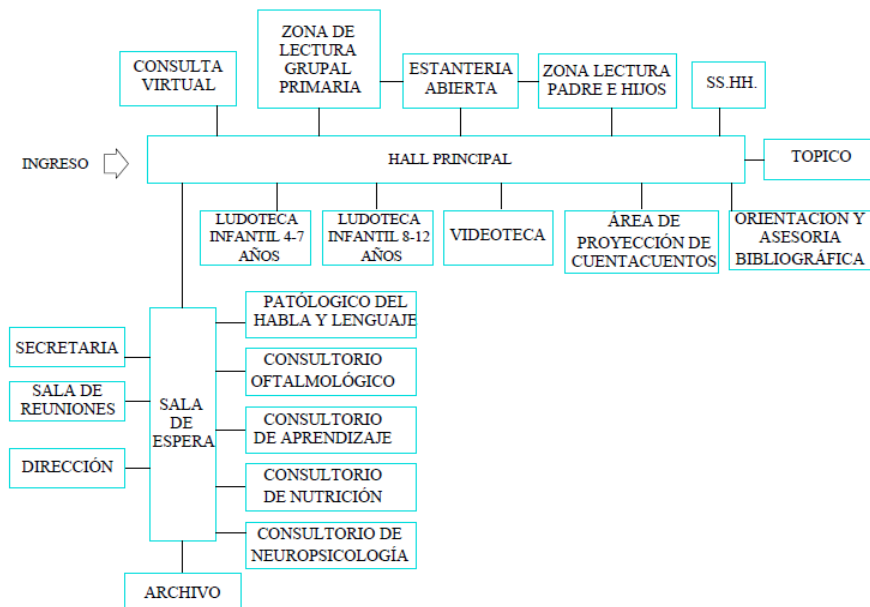 CONSULTA
VIRTUAL
ZONA DE
LECTURA
GRUPAL
PRIMARIA
ESTANTERIA
ABIERTA
ZONA LECTURA
PADRE E HIJOS
SS.HH.
INGRESO
HALL PRINCIPAL
TOPICO
LUDOTECA
INFANTIL 4-7
AÑOS
LUDOTECA
INFANTIL 8-12
AÑOS
VIDEOTECA
ÁREA DE
PROYECCIÓN DE
CUENTACUENTOS
ORIENTACION Y
ASESORIA
BIBLIOGRÁFICA
SECRETARIA
SALA DE
REUNIONES
DIRECCIÓN
SALA
DE
ESPERA
PATÓLOGICO DEL
HABLA Y LENGUAJE
CONSULTORIO
OFTALMOLÓGICO
CONSULTORIO
DE APRENDIZAJE
CONSULTORIO
DE NUTRICIÓN
CONSULTORIO DE
NEUROPSICOLOGÍA
ARCHIVO